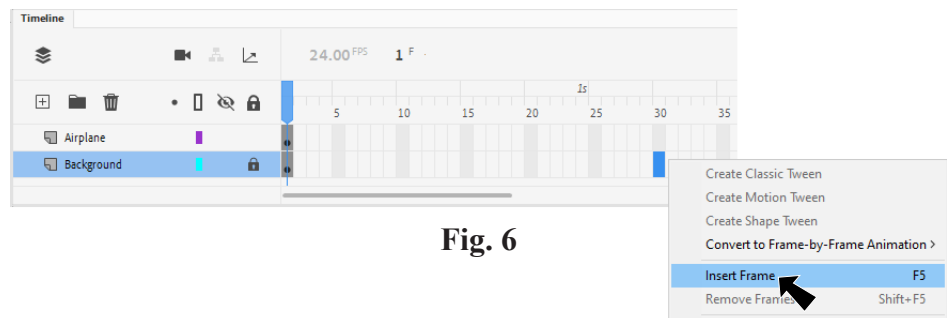 Timeline
24.00 FPS 1 F
1s
5 10 15 20 25 30 35
Airplane
Background
Create Classic Tween
Create Motion Tween
Create Shape Tween
Convert to Frame-by-Frame Animation >
Insert Frame F5
Remove Frames Shift+F5
Fig. 6